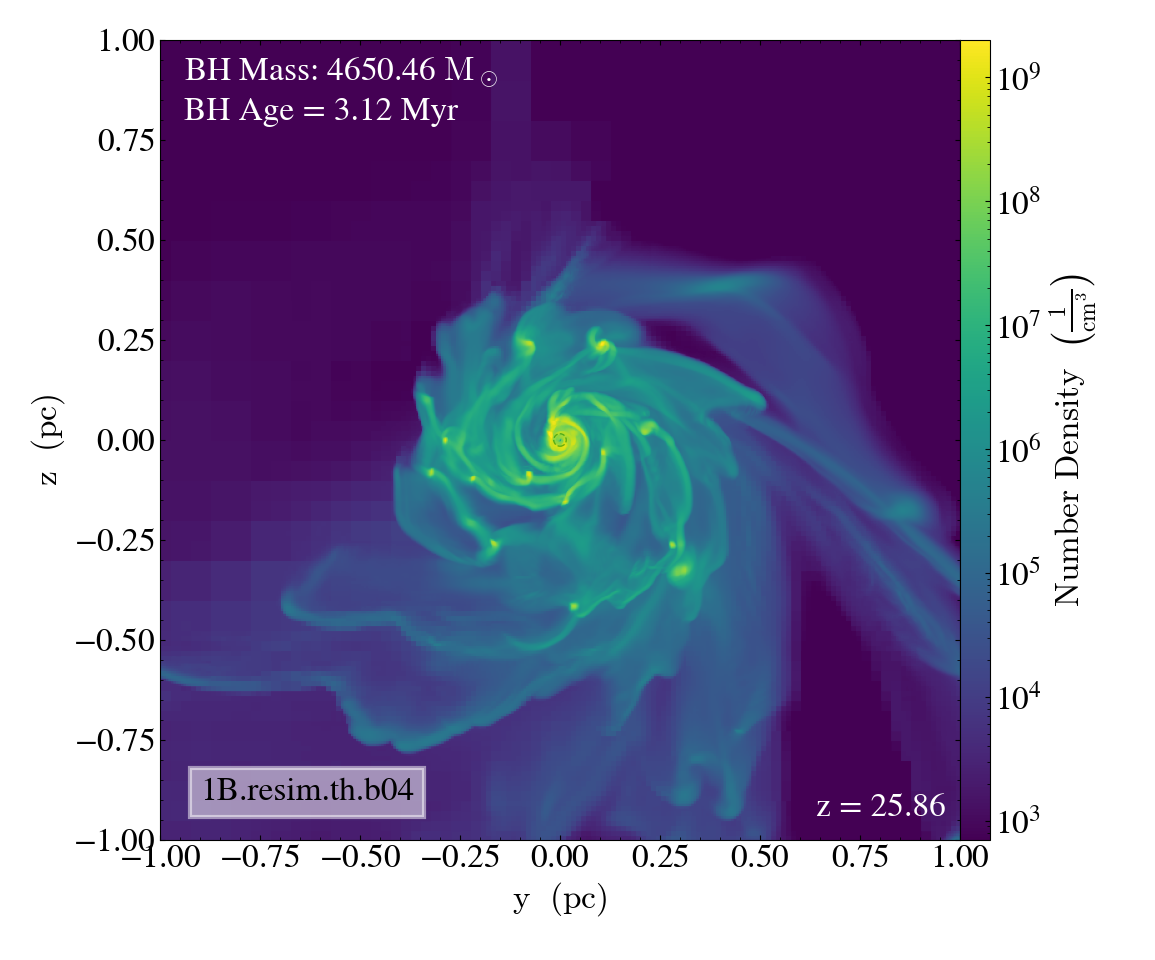 BH Mass: 4650.46 M⊙
BH Age = 3.12 Myr
1.00
0.75
0.50
0.25
0.00
−0.25
−0.50
−0.75
−1.00
z (pc)
1B.resim.th.b04
z = 25.86
−1.00 −0.75 −0.50 −0.25 0.00 0.25 0.50 0.75 1.00
y (pc)
10⁹
10⁸
10⁷
10⁶
10⁵
10⁴
10³
Number Density (1/cm³)